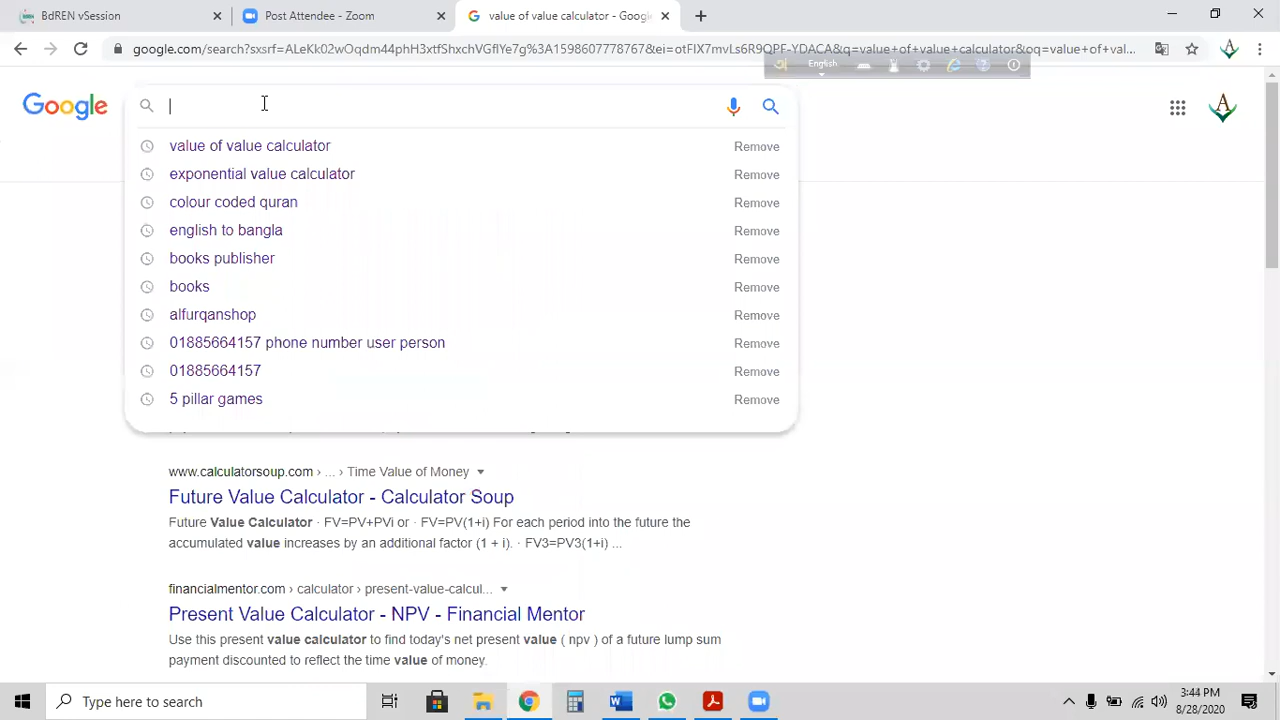 BdREN vSession
Post Attendee - Zoom
value of value calculator - Google
google.com/search?sxsrf=ALeKk02wOqdm44phH3xtfShxchVGflYe7g%3A1598607778767&ei=otFIX7mvLs6R9QPF-YDACA&q=value+of+value+calculator&oq=value+of+val...
English
Google
value of value calculator Remove
exponential value calculator Remove
colour coded quran Remove
english to bangla Remove
books publisher Remove
books Remove
alfurqanshop Remove
01885664157 phone number user person Remove
01885664157 Remove
5 pillar games Remove
www.calculatorsoup.com › ... › Time Value of Money
Future Value Calculator - Calculator Soup
Future Value Calculator · FV=PV+PVi or · FV=PV(1+i) For each period into the future the
accumulated value increases by an additional factor (1 + i). · FV3=PV3(1+i) ...
financialmentor.com › calculator › present-value-calcul...
Present Value Calculator - NPV - Financial Mentor
Use this present value calculator to find today's net present value ( npv ) of a future lump sum
payment discounted to reflect the time value of money.
Type here to search
3:44 PM
8/28/2020